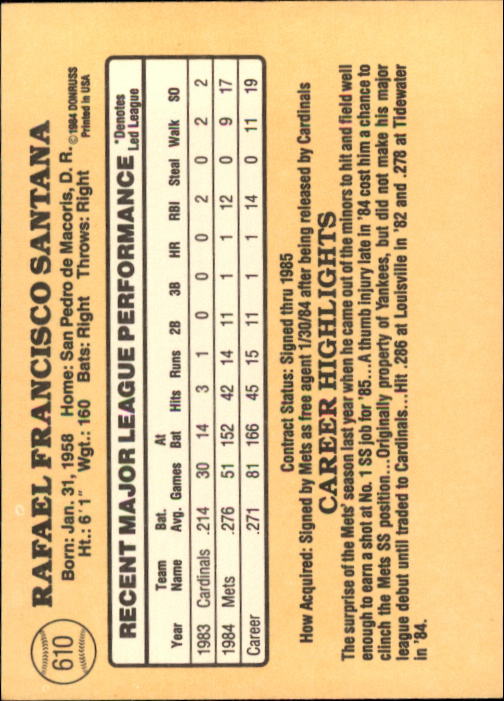 610
RAFAEL FRANCISCO SANTANA
Born: Jan. 31, 1958 Home: San Pedro de Macoris, D. R.
Ht.: 6'1" Wgt.: 160 Bats: Right Throws: Right
© 1984 DONRUSS
Printed in USA
RECENT MAJOR LEAGUE PERFORMANCE
*Denotes
Led League
Year Team Name Bat. Avg. Games At Bat Hits Runs 2B 3B HR RBI Steal Walk SO
1983 Cardinals .214 30 14 3 1 0 0 0 2 0 2 2
1984 Mets .276 51 152 42 14 11 1 1 12 0 9 17
Career .271 81 166 45 15 11 1 1 14 0 11 19
Contract Status: Signed thru 1985
How Acquired: Signed by Mets as free agent 1/30/84 after being released by Cardinals
CAREER HIGHLIGHTS
The surprise of the Mets' season last year when he came out of the minors to hit and field well
enough to earn a shot at No. 1 SS job for '85...A thumb injury late in '84 cost him a chance to
clinch the Mets SS position...Originally property of Yankees, but did not make his major
league debut until traded to Cardinals...Hit .286 at Louisville in '82 and .278 at Tidewater
in '84.